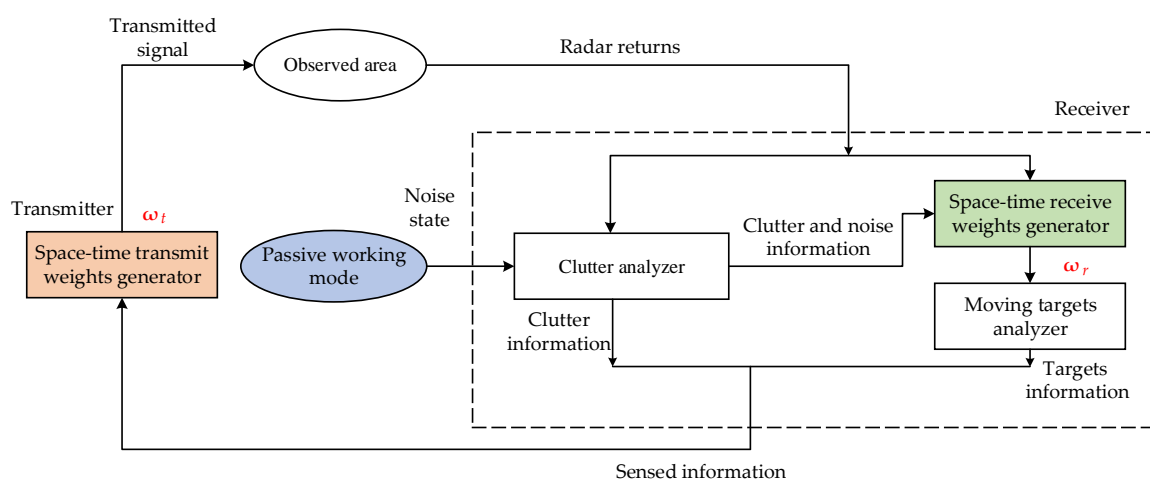 Transmitted
signal
Observed area
Radar returns
Receiver
Transmitter
ω_t
Noise
state
Space-time transmit
weights generator
Passive working
mode
Clutter analyzer
Clutter and noise
information
Space-time receive
weights generator
ω_r
Moving targets
analyzer
Clutter
information
Targets
information
Sensed information